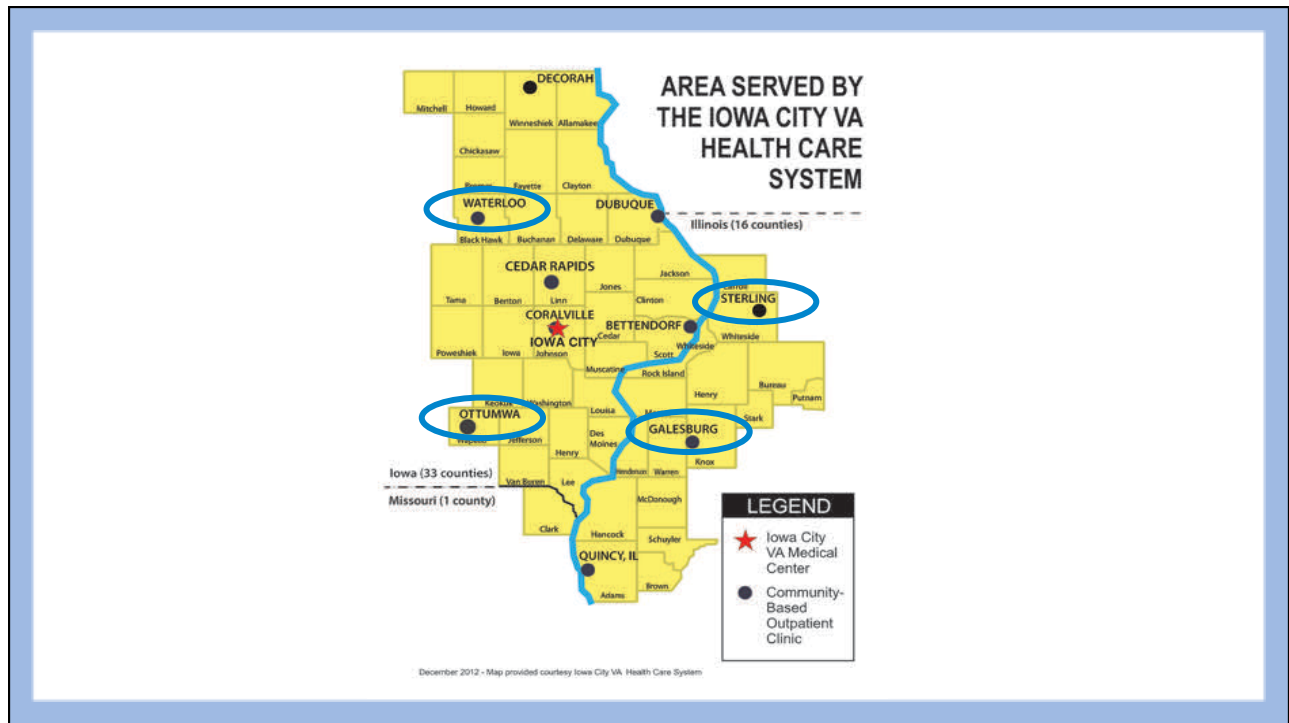 AREA SERVED BY
THE IOWA CITY VA
HEALTH CARE
SYSTEM
DECORAH
Mitchell
Howard
Winneshiek
Allamakee
Chickasaw
Fayette
Clayton
WATERLOO
DUBUQUE
Illinois (16 counties)
Black Hawk
Buchanan
Delaware
Dubuque
CEDAR RAPIDS
Jackson
Jones
Carroll
Tama
Benton
Linn
Clinton
STERLING
CORALVILLE
BETTENDORF
IOWA CITY
Cedar
Whiteside
Whiteside
Poweshiek
Iowa
Johnson
Scott
Muscatine
Rock Island
Henry
Bureau
Putnam
Keokuk
Washington
Louisa
Stark
OTTUMWA
GALESBURG
Wapello
Jefferson
Des
Moines
Henry
Knox
Henderson
Warren
Iowa (33 counties)
Van Buren
Lee
Missouri (1 county)
McDonough
Clark
Hancock
Schuyler
QUINCY, IL
Brown
Adams
LEGEND
Iowa City
VA Medical
Center
Community-
Based
Outpatient
Clinic
December 2012 - Map provided courtesy Iowa City VA Health Care System